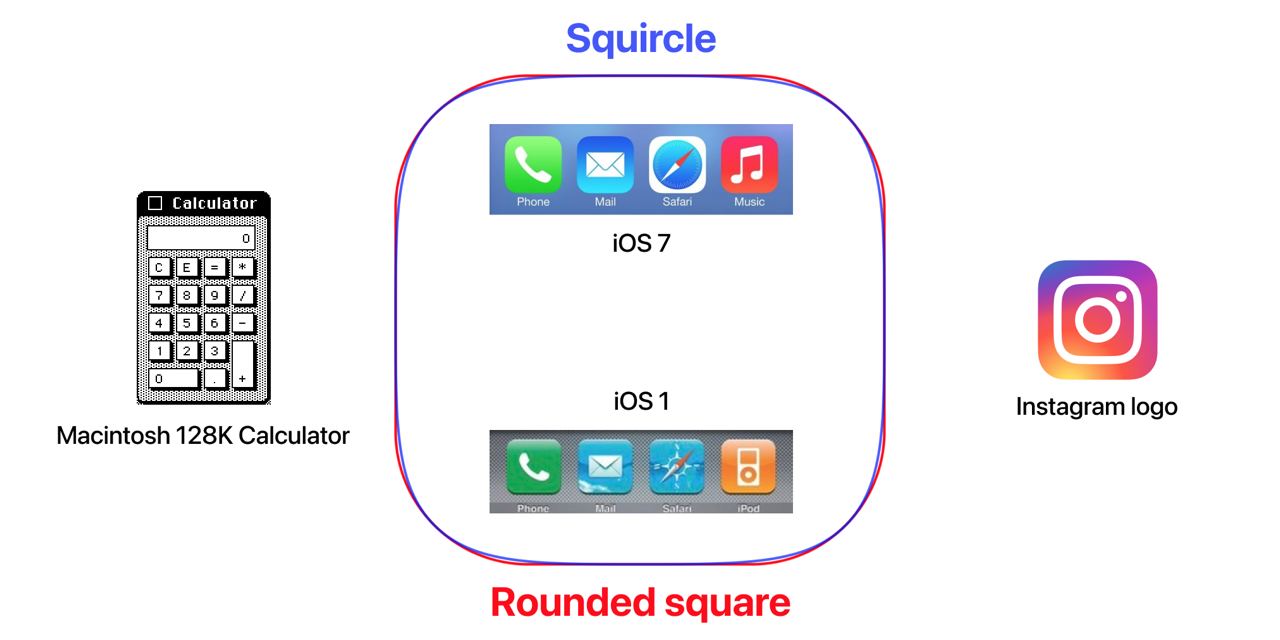 Squircle
Phone Mail Safari Music
iOS 7
Calculator
0
C E = *
7 8 9 /
4 5 6 -
1 2 3
0 . +
Macintosh 128K Calculator
Instagram logo
iOS 1
Phone Mail Safari iPod
Rounded square